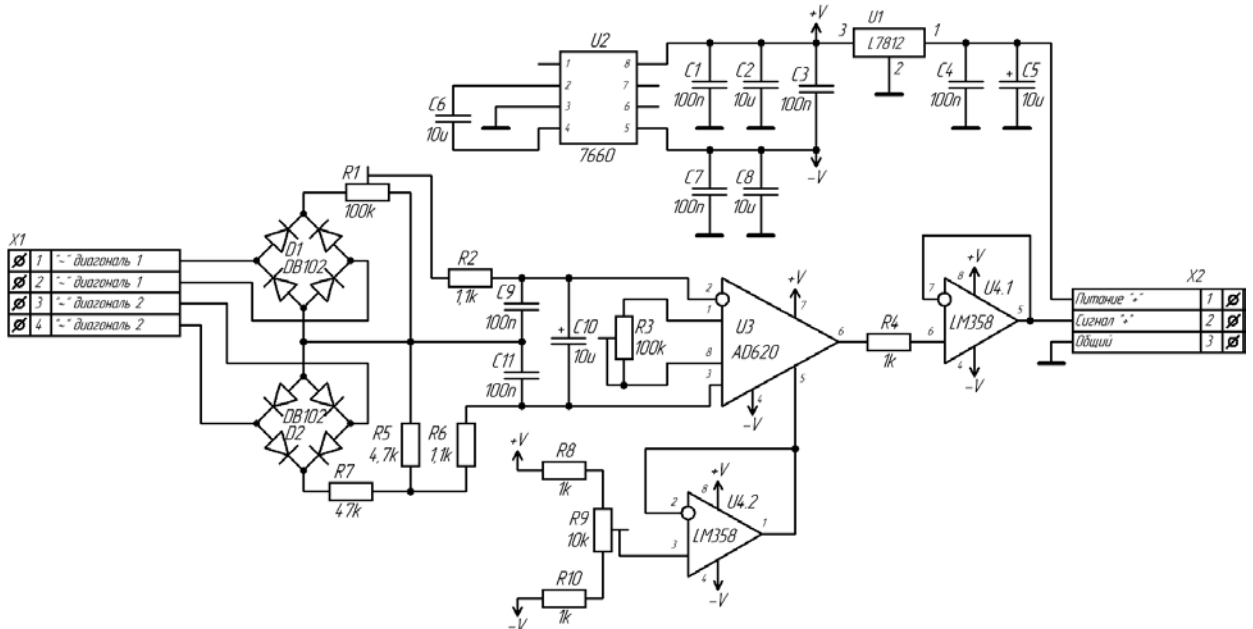 +V
U1
3
L7812
1
2
U2
1
8
2
7
3
6
4
5
7660
C6
10u
C1
100n
C2
10u
C3
100n
C4
100n
+
C5
10u
C7
100n
C8
10u
-V
R1
100k
X1
1 "~" диагональ 1
2 "~" диагональ 1
3 "~" диагональ 2
4 "~" диагональ 2
D1
DB102
DB102
D2
R2
1,1k
C9
100n
C11
100n
+
C10
10u
R3
100k
2
1
8
3
U3
AD620
+V
7
6
5
4
-V
R4
1k
7
6
+V
8
U4.1
LM358
5
4
-V
X2
Питание "+" 1
Сигнал "+" 2
Общий 3
R5
4,7k
R6
1,1k
R7
47k
+V
R8
1k
R9
10k
R10
1k
-V
2
3
+V
8
U4.2
LM358
1
4
-V